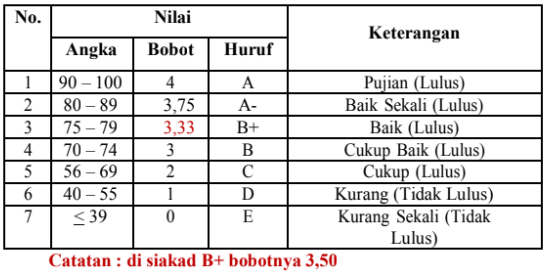 No. Nilai Keterangan
Angka Bobot Huruf
1 90 – 100 4 A Pujian (Lulus)
2 80 – 89 3,75 A- Baik Sekali (Lulus)
3 75 – 79 3,33 B+ Baik (Lulus)
4 70 – 74 3 B Cukup Baik (Lulus)
5 56 – 69 2 C Cukup (Lulus)
6 40 – 55 1 D Kurang (Tidak Lulus)
7 ≤ 39 0 E Kurang Sekali (Tidak
Lulus)
Catatan : di siakad B+ bobotnya 3,50